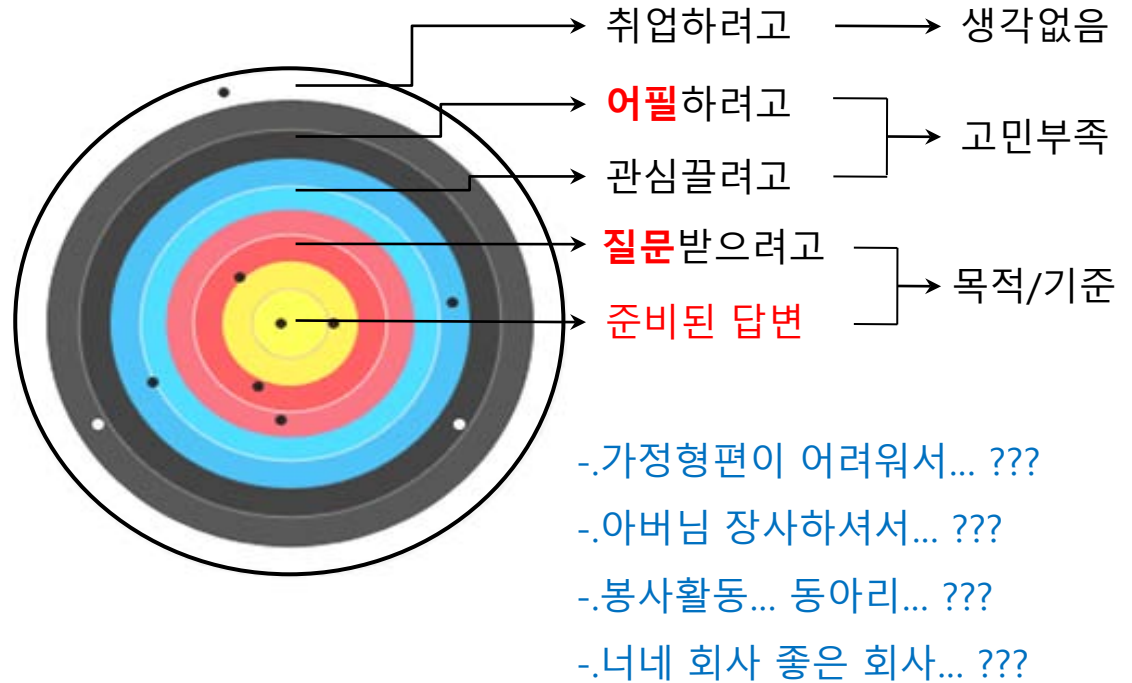 취업하려고 생각없음
어필하려고
고민부족
관심끌려고
질문받으려고
목적/기준
준비된 답변
-.가정형편이 어려워서... ???
-.아버님 장사하셔서... ???
-.봉사활동... 동아리... ???
-.너네 회사 좋은 회사... ???